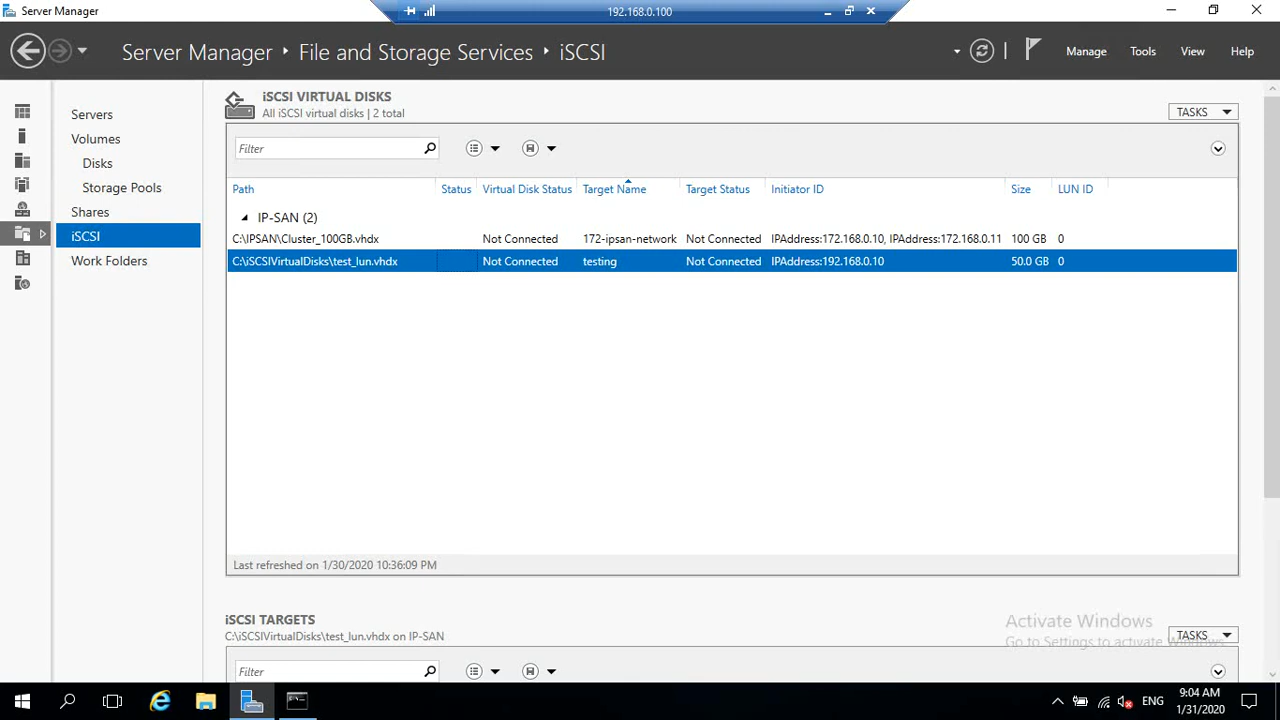 Server Manager
192.168.0.100
Server Manager File and Storage Services iSCSI
Manage Tools View Help
Servers
Volumes
Disks
Storage Pools
Shares
iSCSI
Work Folders
iSCSI VIRTUAL DISKS
All iSCSI virtual disks | 2 total
TASKS
Filter
Path Status Virtual Disk Status Target Name Target Status Initiator ID Size LUN ID
IP-SAN (2)
C:\IPSAN\Cluster_100GB.vhdx Not Connected 172-ipsan-network Not Connected IPAddress:172.168.0.10, IPAddress:172.168.0.11 100 GB 0
C:\iSCSIVirtualDisks\test_lun.vhdx Not Connected testing Not Connected IPAddress:192.168.0.10 50.0 GB 0
Last refreshed on 1/30/2020 10:36:09 PM
iSCSI TARGETS
C:\iSCSIVirtualDisks\test_lun.vhdx on IP-SAN
Activate Windows
Go to Settings to activate Windows.
TASKS
Filter
ENG
9:04 AM
1/31/2020